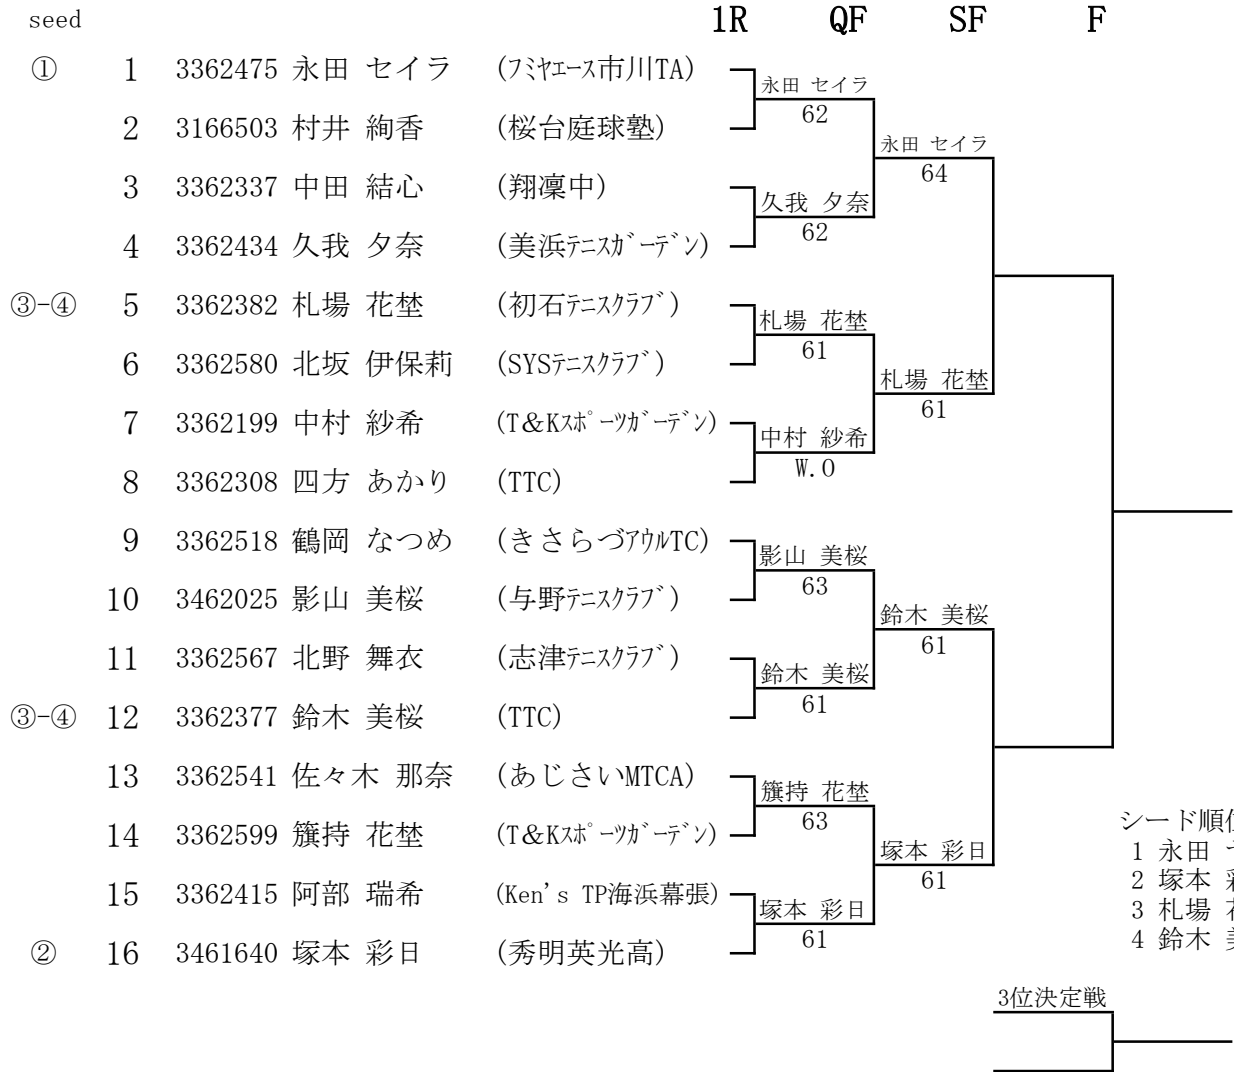 seed 1R QF SF F
① 1 3362475 永田 セイラ (フミヤエース市川TA)
永田 セイラ
62
2 3166503 村井 絢香 (桜台庭球塾)
永田 セイラ
64
3 3362337 中田 結心 (翔凜中)
久我 夕奈
62
4 3362434 久我 夕奈 (美浜テニスガーデン)
③-④ 5 3362382 札場 花埜 (初石テニスクラブ)
札場 花埜
61
6 3362580 北坂 伊保莉 (SYSテニスクラブ)
札場 花埜
61
7 3362199 中村 紗希 (T&Kスポーツガーデン)
中村 紗希
W.O
8 3362308 四方 あかり (TTC)
9 3362518 鶴岡 なつめ (きさらづアウルTC)
影山 美桜
63
10 3462025 影山 美桜 (与野テニスクラブ)
鈴木 美桜
61
11 3362567 北野 舞衣 (志津テニスクラブ)
鈴木 美桜
61
③-④ 12 3362377 鈴木 美桜 (TTC)
13 3362541 佐々木 那奈 (あじさいMTCA)
籏持 花埜
63
14 3362599 籏持 花埜 (T&Kスポーツガーデン)
塚本 彩日
61
15 3362415 阿部 瑞希 (Ken's TP海浜幕張)
塚本 彩日
61
② 16 3461640 塚本 彩日 (秀明英光高)
シード順位
1 永田
2 塚本
3 札場
4 鈴木
3位決定戦